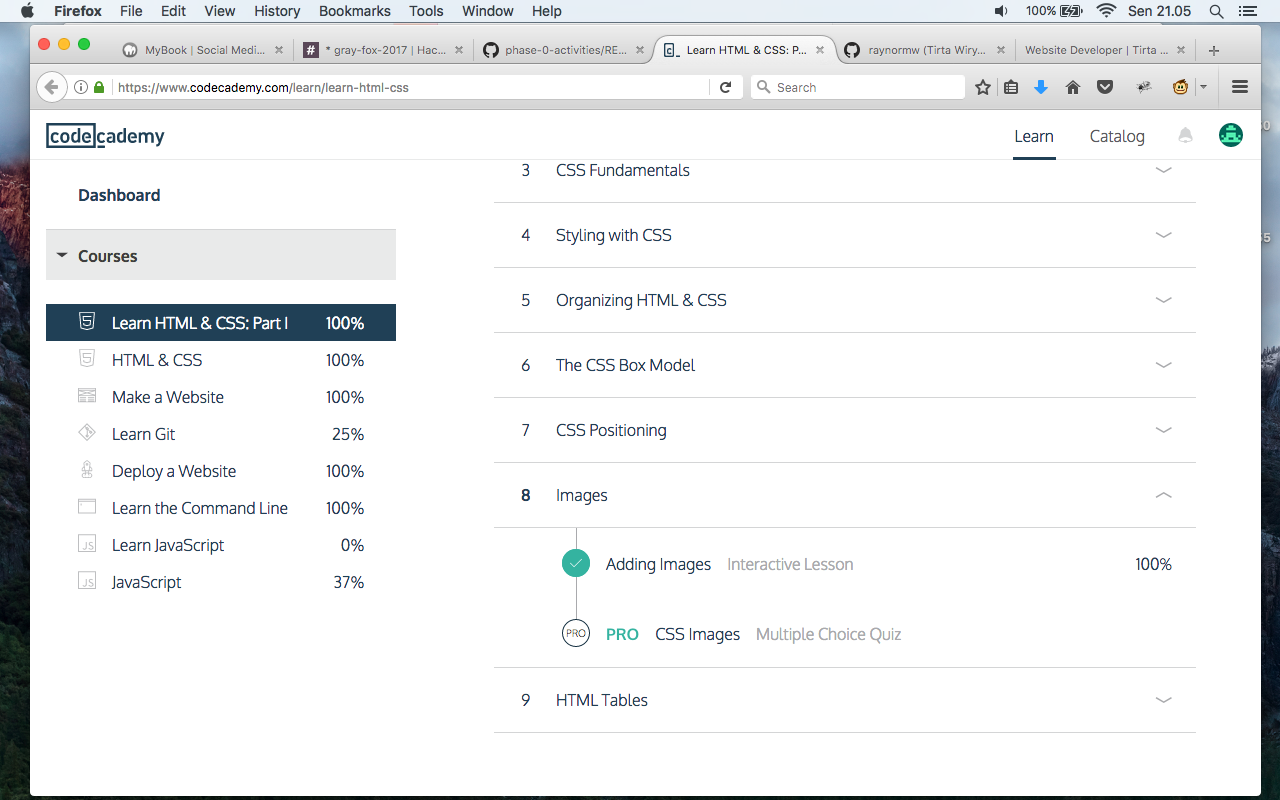 Firefox File Edit View History Bookmarks Tools Window Help 100% Sen 21.05
MyBook | Social Medi... * gray-fox-2017 | Hac... phase-0-activities/RE... Learn HTML & CSS: P... raynormw (Tirta Wiry... Website Developer | Tirta ...
https://www.codecademy.com/learn/learn-html-css Search
codecademy Learn Catalog
Dashboard
Courses
Learn HTML & CSS: Part I 100%
HTML & CSS 100%
Make a Website 100%
Learn Git 25%
Deploy a Website 100%
Learn the Command Line 100%
JS Learn JavaScript 0%
JS JavaScript 37%
3 CSS Fundamentals
4 Styling with CSS
5 Organizing HTML & CSS
6 The CSS Box Model
7 CSS Positioning
8 Images
Adding Images Interactive Lesson 100%
PRO PRO CSS Images Multiple Choice Quiz
9 HTML Tables